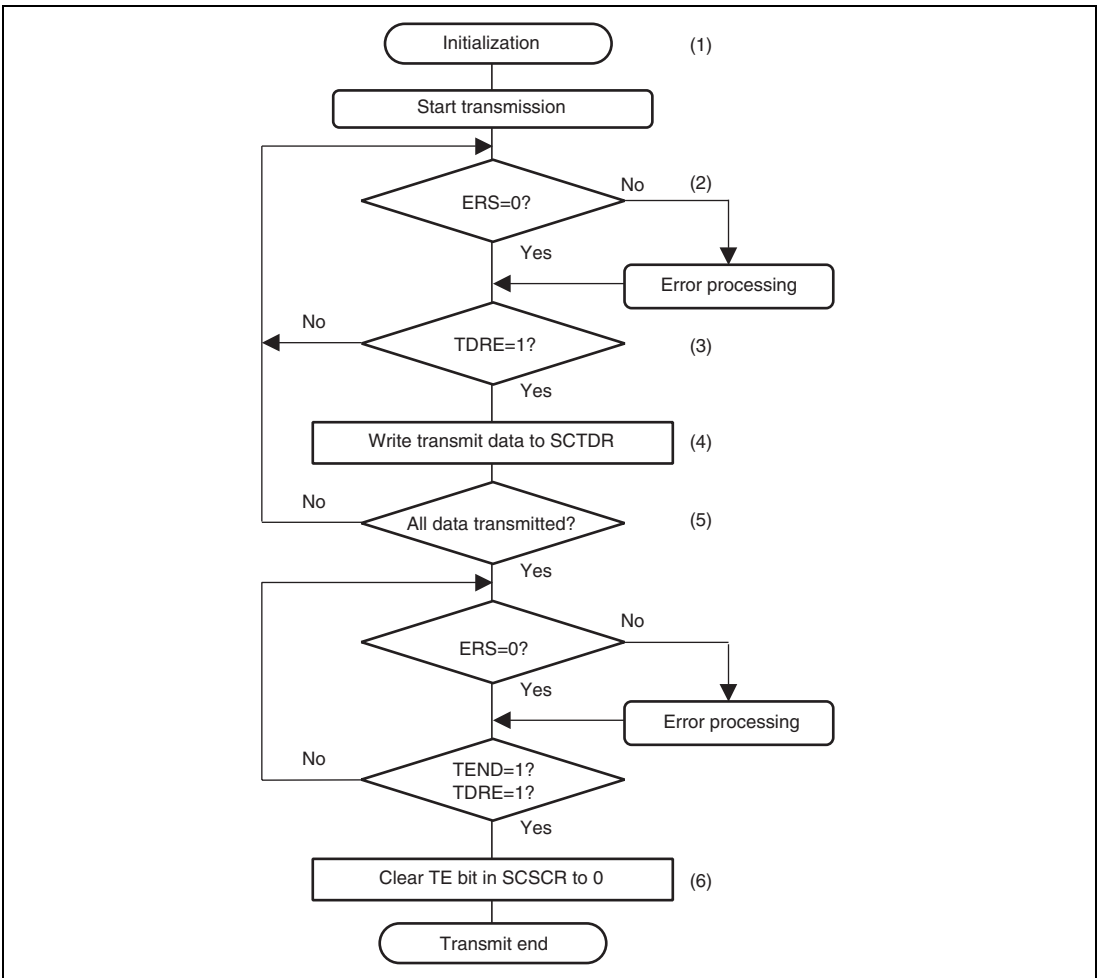 Initialization
(1)
Start transmission
ERS=0?
No
(2)
Yes
Error processing
No
TDRE=1?
(3)
Yes
Write transmit data to SCTDR
(4)
No
All data transmitted?
(5)
Yes
ERS=0?
No
Yes
Error processing
No
TEND=1?
TDRE=1?
Yes
Clear TE bit in SCSCR to 0
(6)
Transmit end